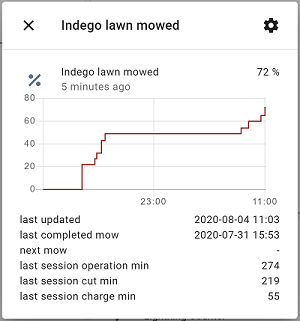 Indego lawn mowed
Indego lawn mowed 72 %
5 minutes ago
80
60
40
20
0
23:00 11:00
last updated 2020-08-04 11:03
last completed mow 2020-07-31 15:53
next mow -
last session operation min 274
last session cut min 219
last session charge min 55